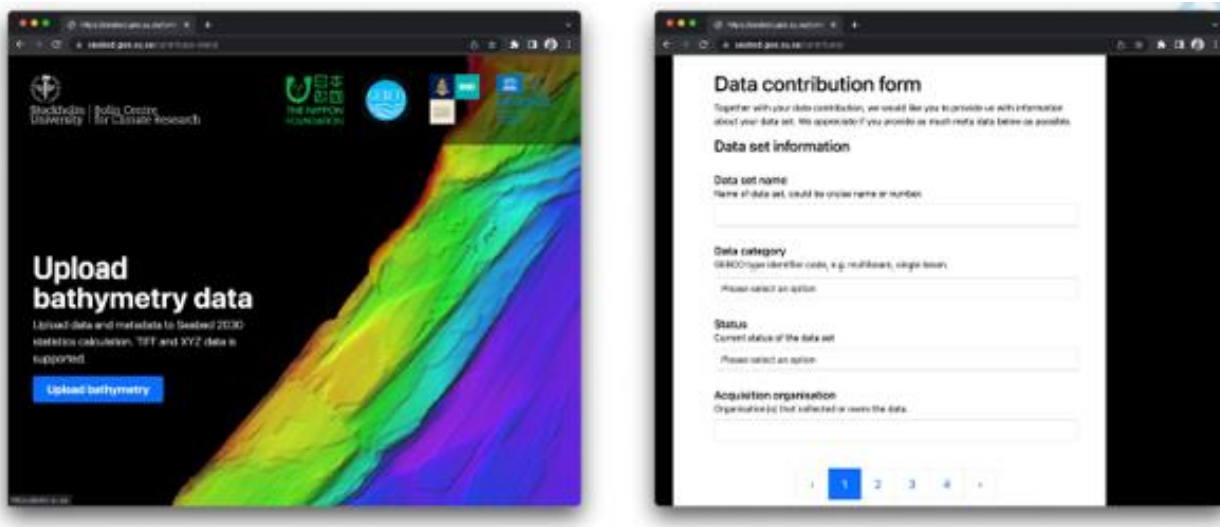 Stockholm University | Bolin Centre for Climate Research
THE NIPPON FOUNDATION
GEBCO
Upload
bathymetry data
Upload data and metadata to Seabed 2030
statistics calculation. TIFF and XYZ data is
supported.
Upload bathymetry
Data contribution form
Together with your data contribution, we would like you to provide us with information
about your data set. We appreciate if you provide as much meta data below as possible.
Data set information
Data set name
Name of data set, could be cruise name or number.
Data category
GEBCO type identifier code, e.g. multibeam, single beam.
Please select an option
Status
Current status of the data set
Please select an option
Acquisition organisation
Organisation(s) that collected or owns the data.
‹ 1 2 3 4 ›